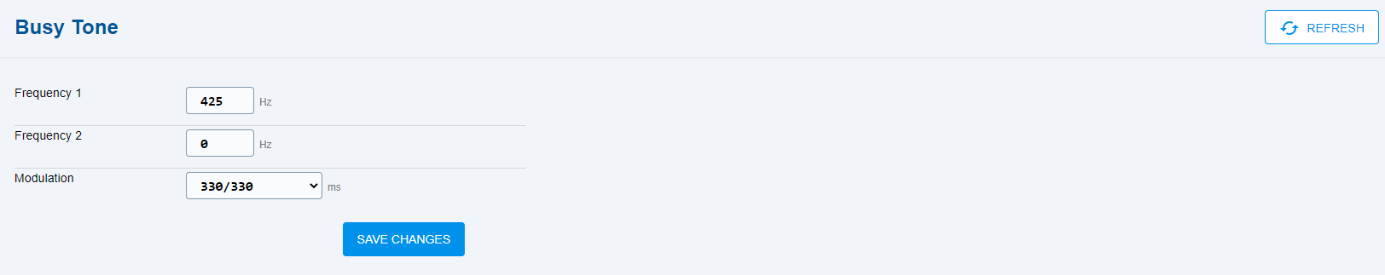 Busy Tone
REFRESH
Frequency 1
425 Hz
Frequency 2
0 Hz
Modulation
330/330 ms
SAVE CHANGES